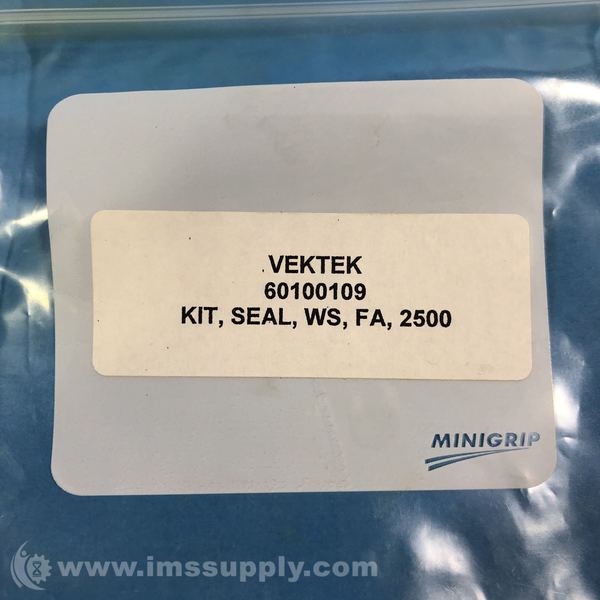 VEKTEK
60100109
KIT, SEAL, WS, FA, 2500
MINIGRIP
www.imssupply.com